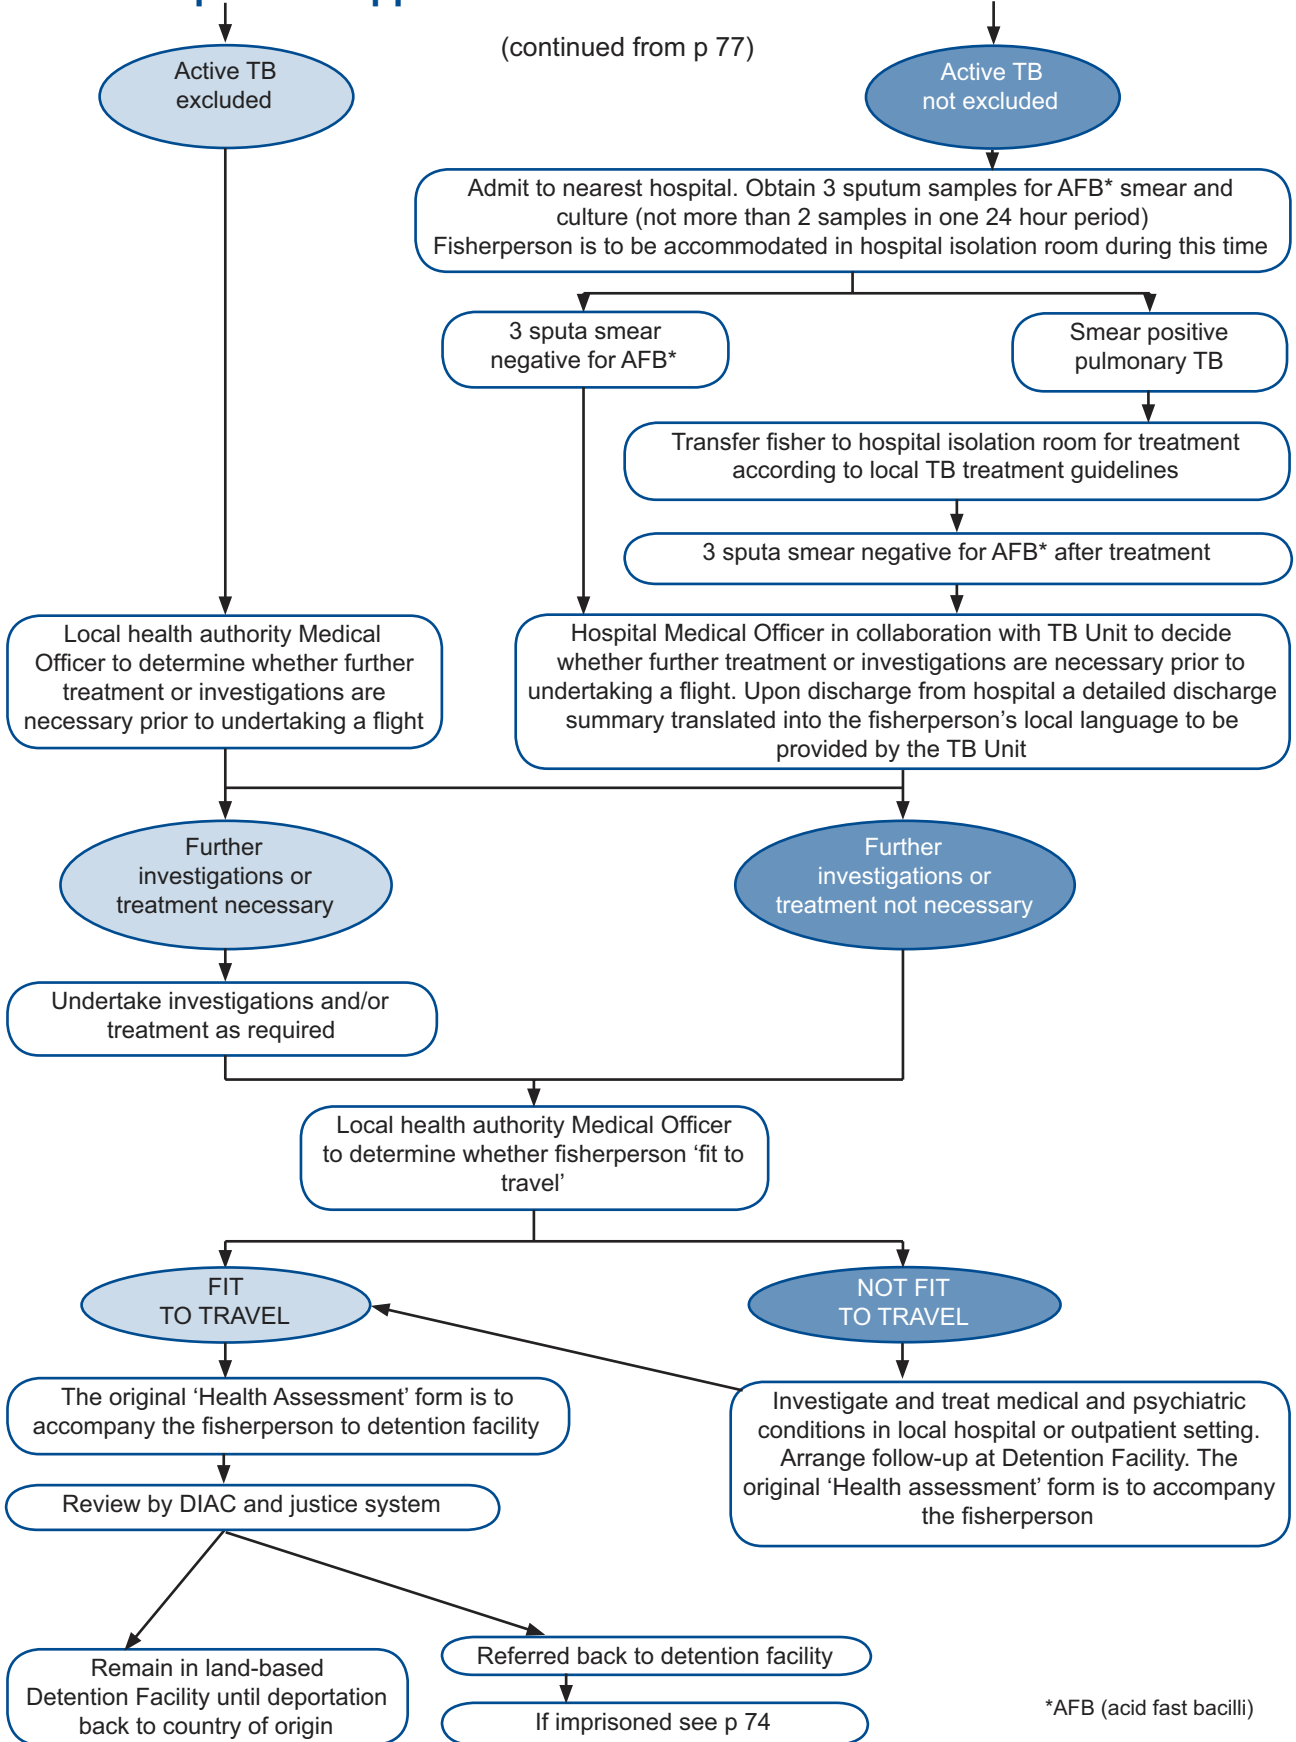 (continued from p 77)
Active TB
excluded
Active TB
not excluded
Admit to nearest hospital. Obtain 3 sputum samples for AFB* smear and
culture (not more than 2 samples in one 24 hour period)
Fisherperson is to be accommodated in hospital isolation room during this time
3 sputa smear
negative for AFB*
Smear positive
pulmonary TB
Transfer fisher to hospital isolation room for treatment
according to local TB treatment guidelines
3 sputa smear negative for AFB* after treatment
Local health authority Medical
Officer to determine whether further
treatment or investigations are
necessary prior to undertaking a flight
Hospital Medical Officer in collaboration with TB Unit to decide
whether further treatment or investigations are necessary prior to
undertaking a flight. Upon discharge from hospital a detailed discharge
summary translated into the fisherperson’s local language to be
provided by the TB Unit
Further
investigations or
treatment necessary
Further
investigations or
treatment not necessary
Undertake investigations and/or
treatment as required
Local health authority Medical Officer
to determine whether fisherperson ‘fit to
travel’
FIT
TO TRAVEL
NOT FIT
TO TRAVEL
The original ‘Health Assessment’ form is to
accompany the fisherperson to detention facility
Investigate and treat medical and psychiatric
conditions in local hospital or outpatient setting.
Arrange follow-up at Detention Facility. The
original ‘Health assessment’ form is to accompany
the fisherperson
Review by DIAC and justice system
Remain in land-based
Detention Facility until deportation
back to country of origin
Referred back to detention facility
If imprisoned see p 74
*AFB (acid fast bacilli)